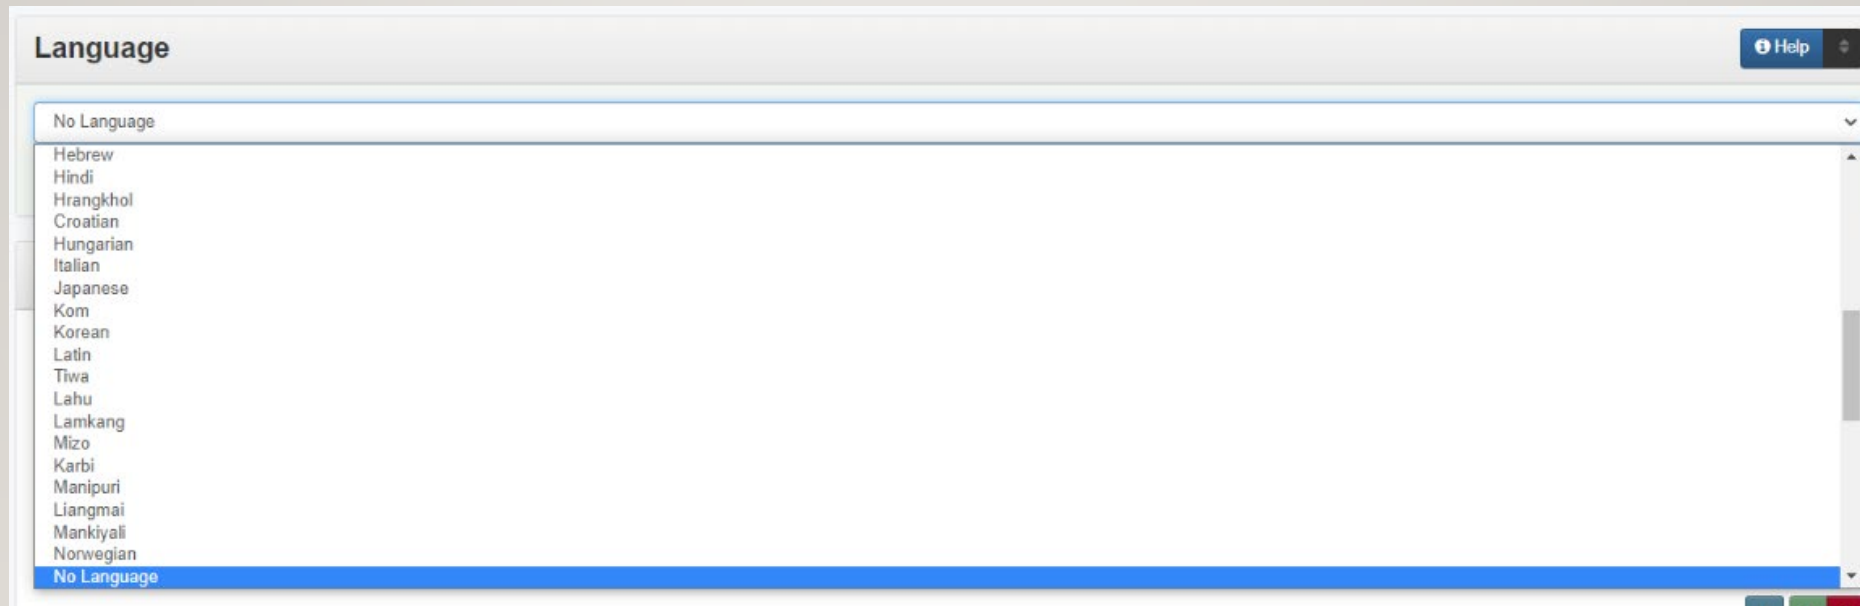 Language
Help
No Language
Hebrew
Hindi
Hrangkhol
Croatian
Hungarian
Italian
Japanese
Kom
Korean
Latin
Tiwa
Lahu
Lamkang
Mizo
Karbi
Manipuri
Liangmai
Mankiyali
Norwegian
No Language